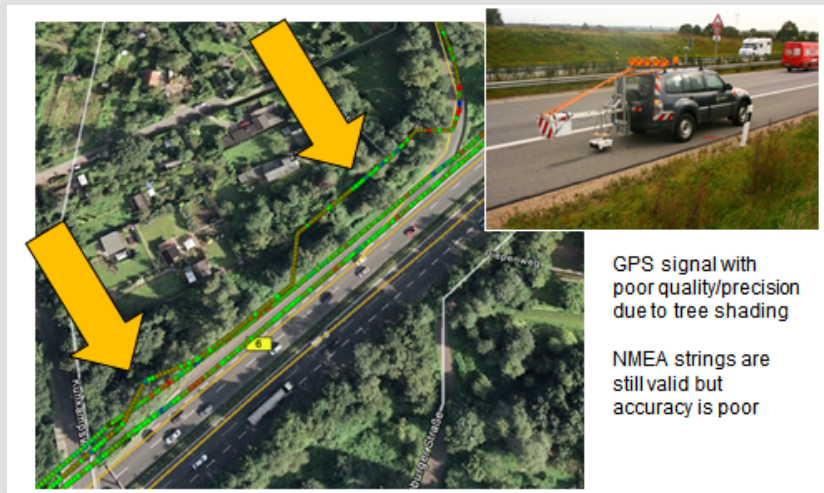 6
GPS signal with
poor quality/precision
due to tree shading
NMEA strings are
still valid but
accuracy is poor